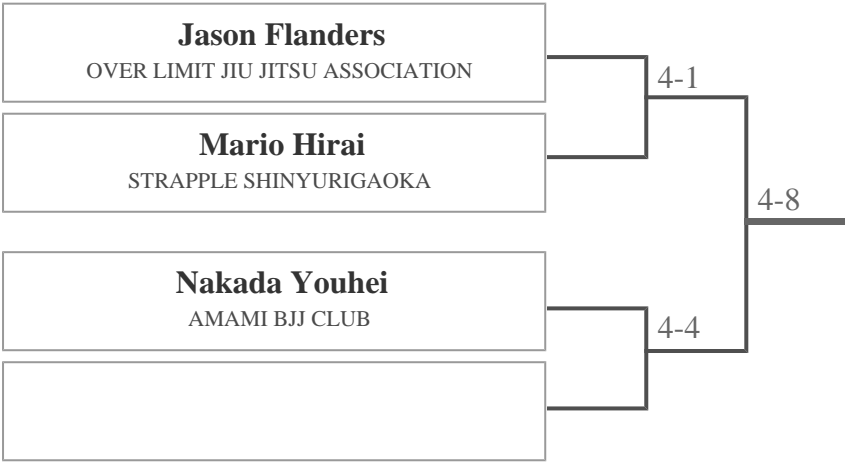 Jason Flanders
OVER LIMIT JIU JITSU ASSOCIATION
4-1
Mario Hirai
STRAPPLE SHINYURIGAOKA
4-8
Nakada Youhei
AMAMI BJJ CLUB
4-4